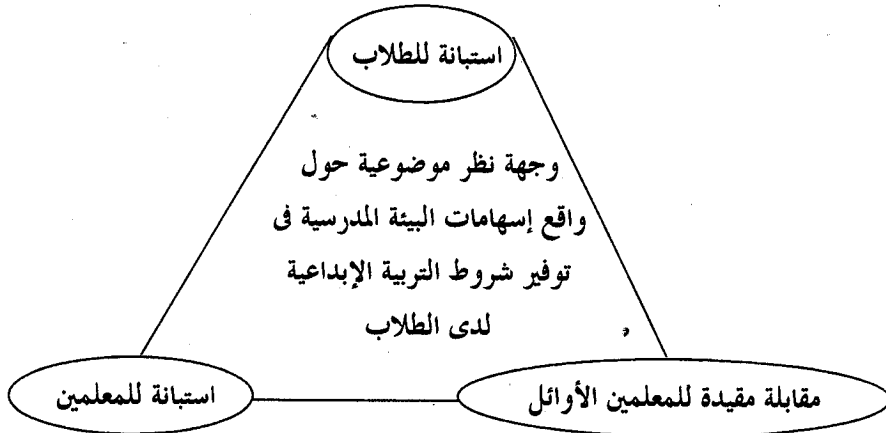 استبانة للطلاب
وجهة نظر موضوعية حول
واقع إسهامات البيئة المدرسية فى
توفير شروط التربية الإبداعية
لدى الطلاب
مقابلة مقيدة للمعلمين الأوائل
استبانة للمعلمين